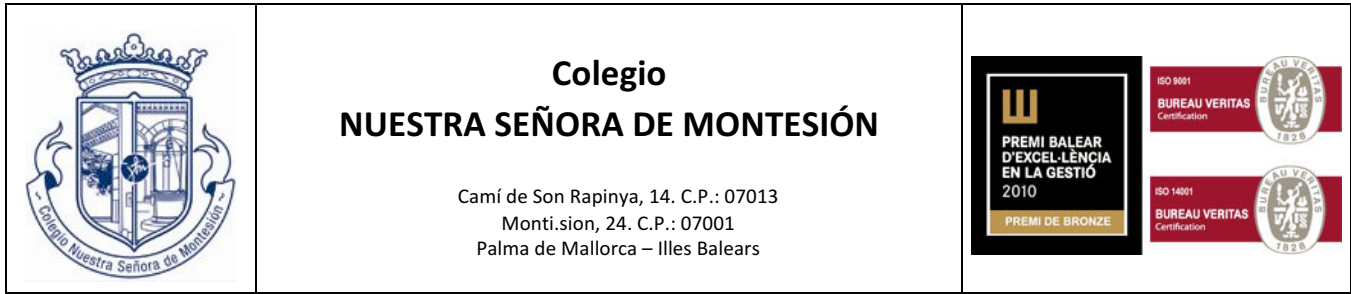 Colegio Nuestra Señora de Montesión
Colegio
NUESTRA SEÑORA DE MONTESIÓN
Camí de Son Rapinya, 14. C.P.: 07013
Monti.sion, 24. C.P.: 07001
Palma de Mallorca – Illes Balears
PREMI BALEAR
D'EXCEL·LÈNCIA
EN LA GESTIÓ
2010
PREMI DE BRONZE
ISO 9001
BUREAU VERITAS
Certification
BUREAU VERITAS
1828
ISO 14001
BUREAU VERITAS
Certification
BUREAU VERITAS
1828